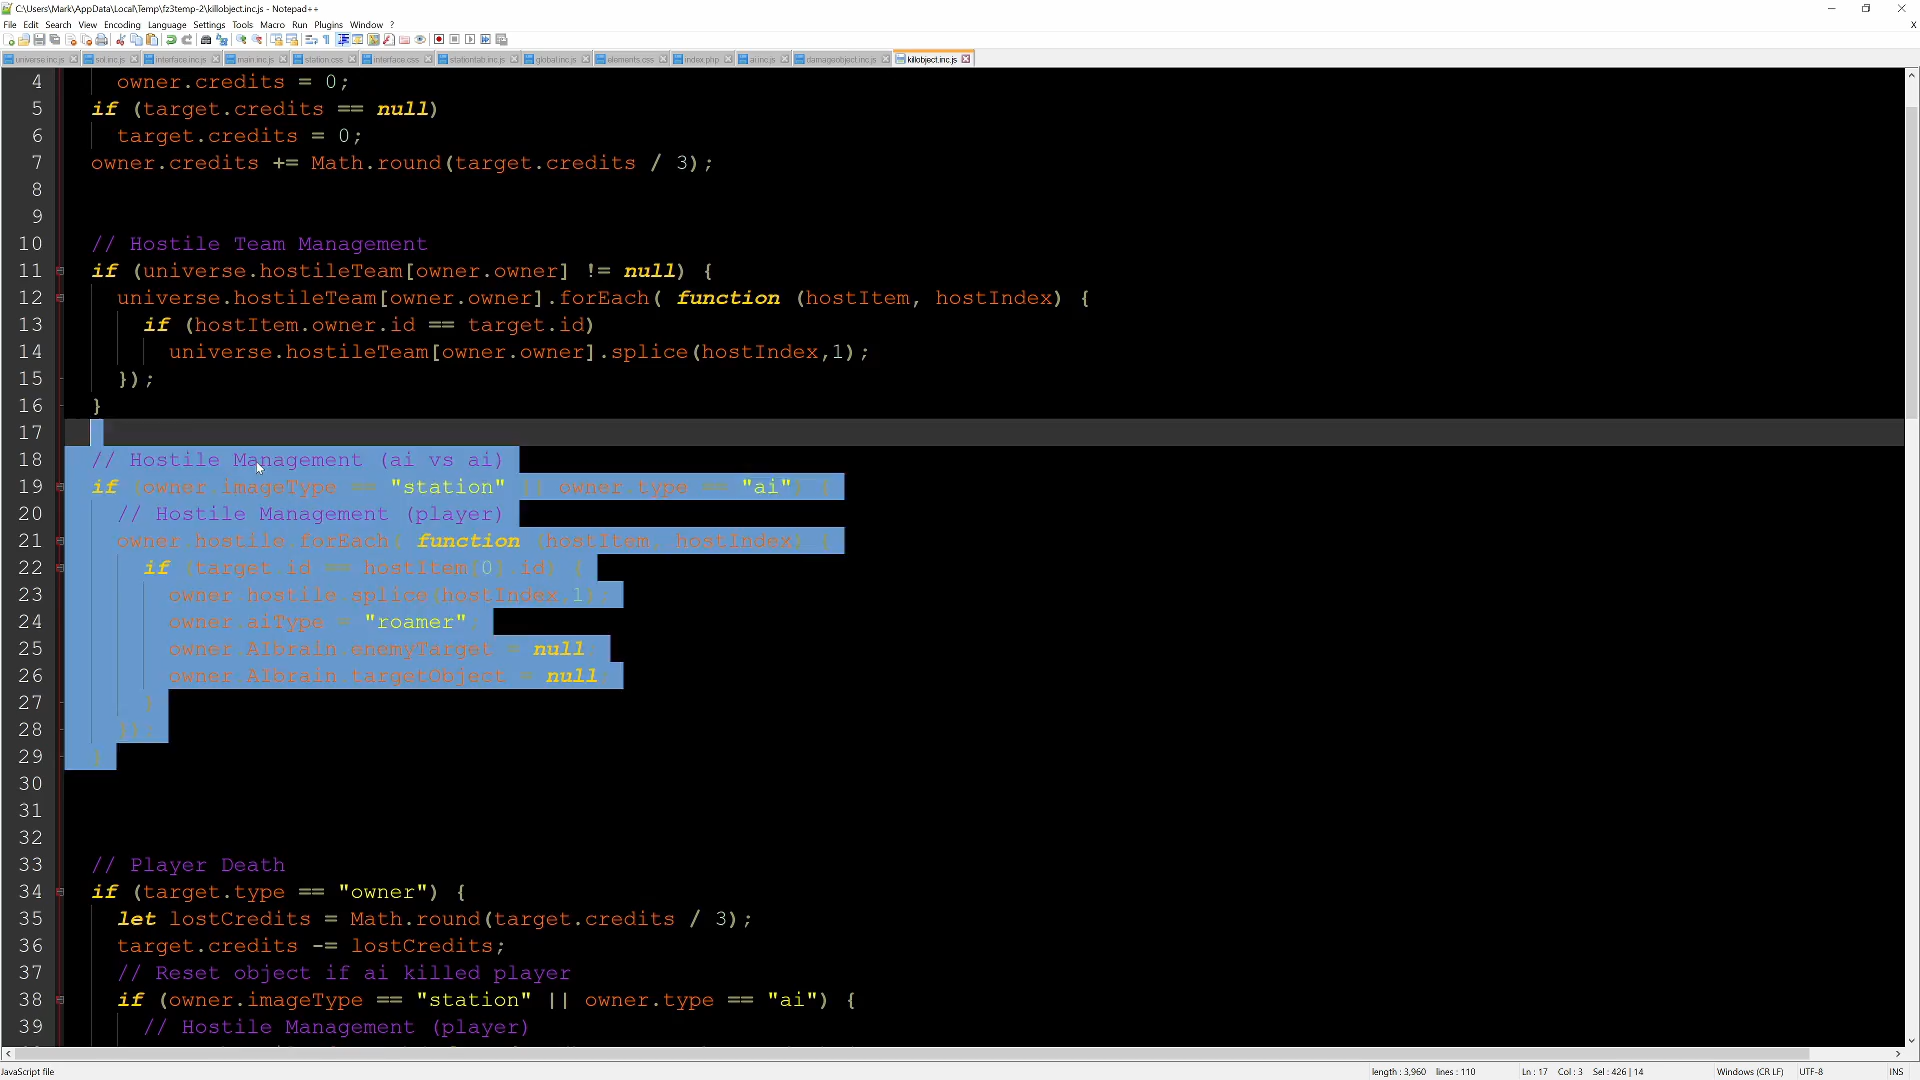 C:\Users\Mark\AppData\Local\Temp\fz3temp-2\killobject.inc.js - Notepad++
File Edit Search View Encoding Language Settings Tools Macro Run Plugins Window ? X
universe.inc.js sol.inc.js interface.inc.js main.inc.js station.css interface.css stationtab.inc.js global.inc.js elements.css index.php ai.inc.js damageobject.inc.js killobject.inc.js
4 owner.credits = 0;
5 if (target.credits == null)
6 target.credits = 0;
7 owner.credits += Math.round(target.credits / 3);
8
9
10 // Hostile Team Management
11 if (universe.hostileTeam[owner.owner] != null) {
12 universe.hostileTeam[owner.owner].forEach( function (hostItem, hostIndex) {
13 if (hostItem.owner.id == target.id)
14 universe.hostileTeam[owner.owner].splice(hostIndex,1);
15 });
16 }
17
18 // Hostile Management (ai vs ai)
19 if (owner.imageType == "station" || owner.type == "ai") {
20 // Hostile Management (player)
21 owner.hostile.forEach( function (hostItem, hostIndex) {
22 if (target.id == hostItem[0].id) {
23 owner.hostile.splice(hostIndex,1);
24 owner.aiType = "roamer";
25 owner.AIbrain.enemyTarget = null;
26 owner.AIbrain.targetObject = null;
27 }
28 });
29 }
30
31
32
33 // Player Death
34 if (target.type == "owner") {
35 let lostCredits = Math.round(target.credits / 3);
36 target.credits -= lostCredits;
37 // Reset object if ai killed player
38 if (owner.imageType == "station" || owner.type == "ai") {
39 // Hostile Management (player)
JavaScript file length : 3,960 lines : 110 Ln : 17 Col : 3 Sel : 426 | 14 Windows (CR LF) UTF-8 INS